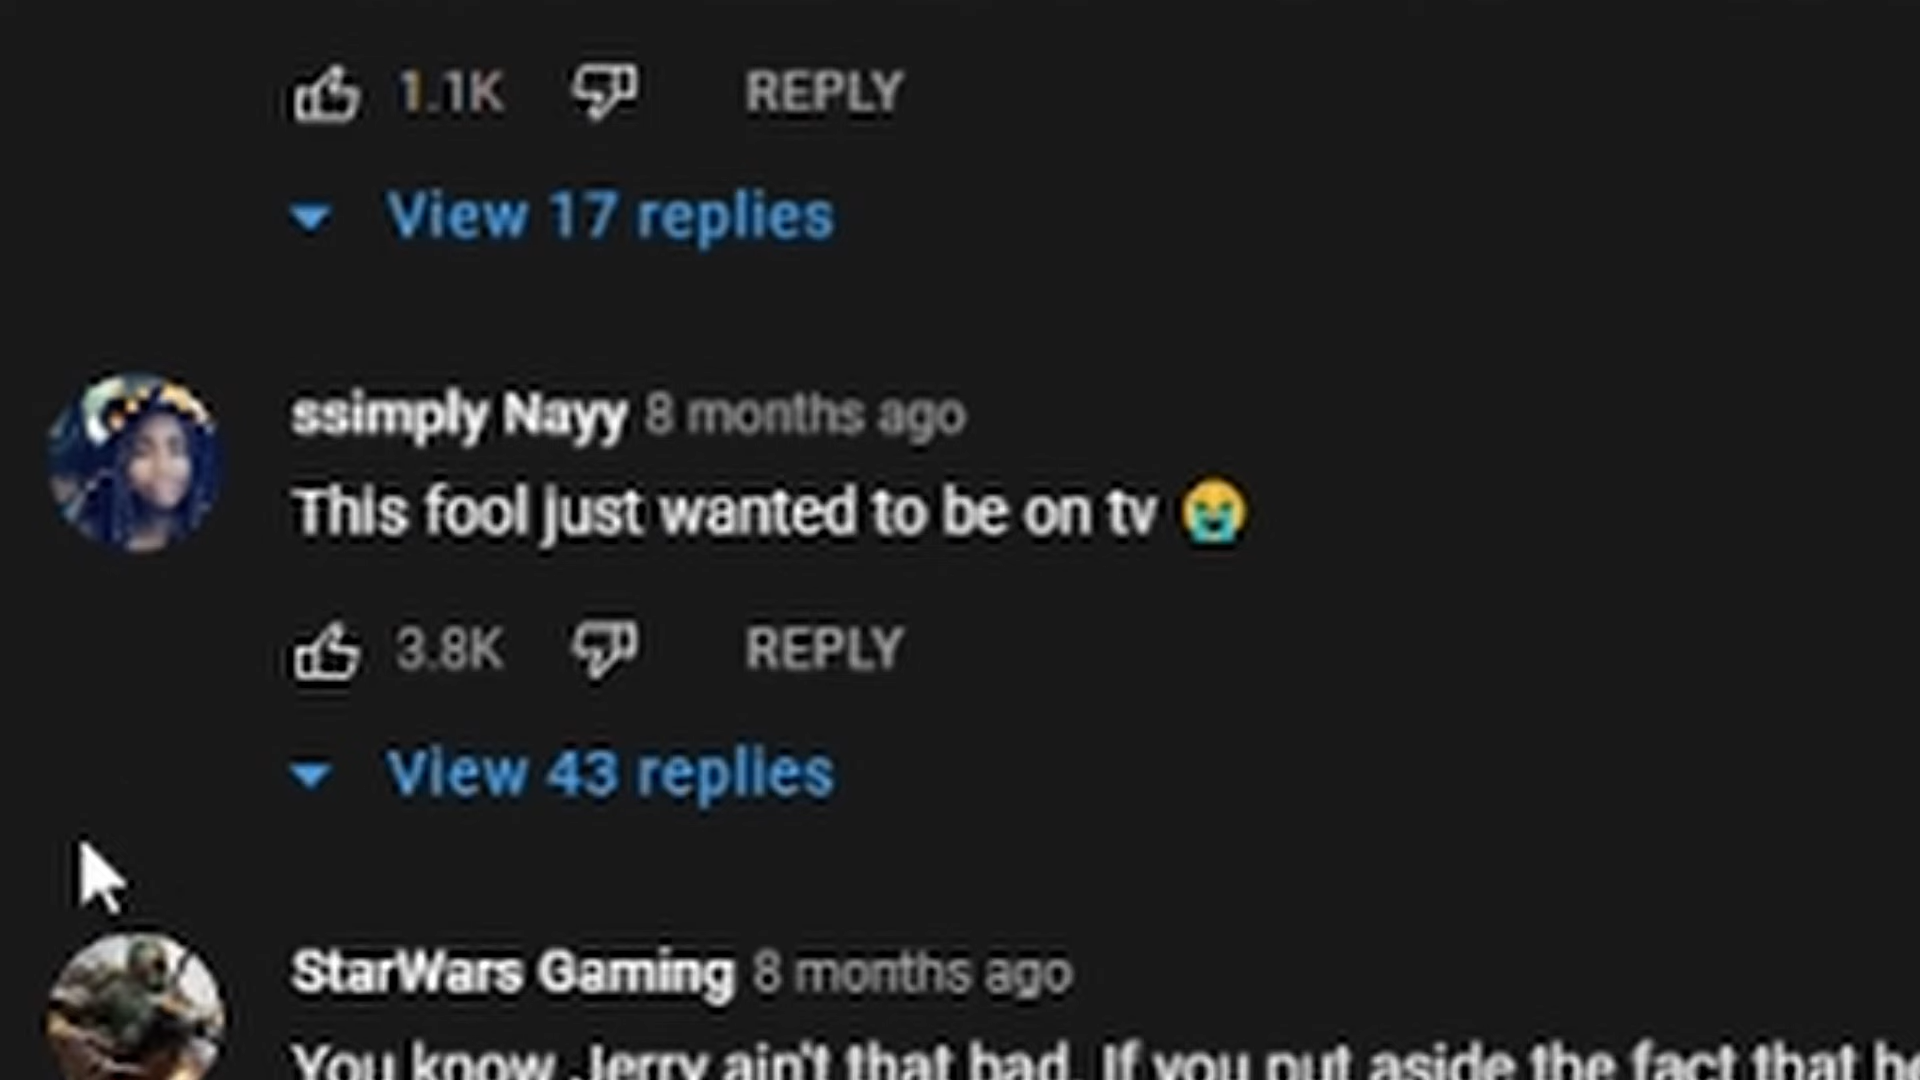 1.1K REPLY
View 17 replies
ssimply Nayy 8 months ago
This fool just wanted to be on tv 😭
3.8K REPLY
View 43 replies
StarWars Gaming 8 months ago
You know Jerry ain't that bad. If you put aside the fact that